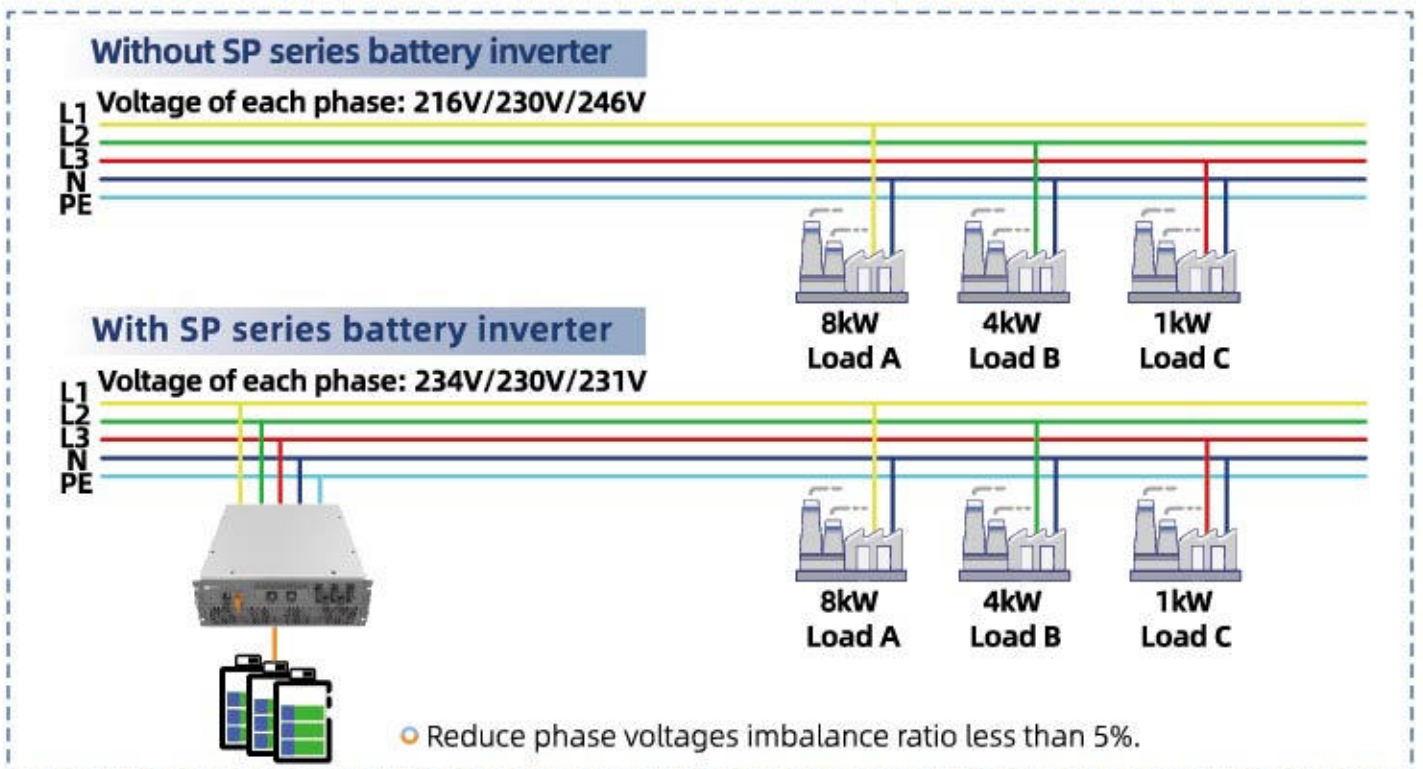 Without SP series battery inverter
Voltage of each phase: 216V/230V/246V
L1
L2
L3
N
PE
8kW
Load A
4kW
Load B
1kW
Load C
With SP series battery inverter
Voltage of each phase: 234V/230V/231V
L1
L2
L3
N
PE
8kW
Load A
4kW
Load B
1kW
Load C
Reduce phase voltages imbalance ratio less than 5%.